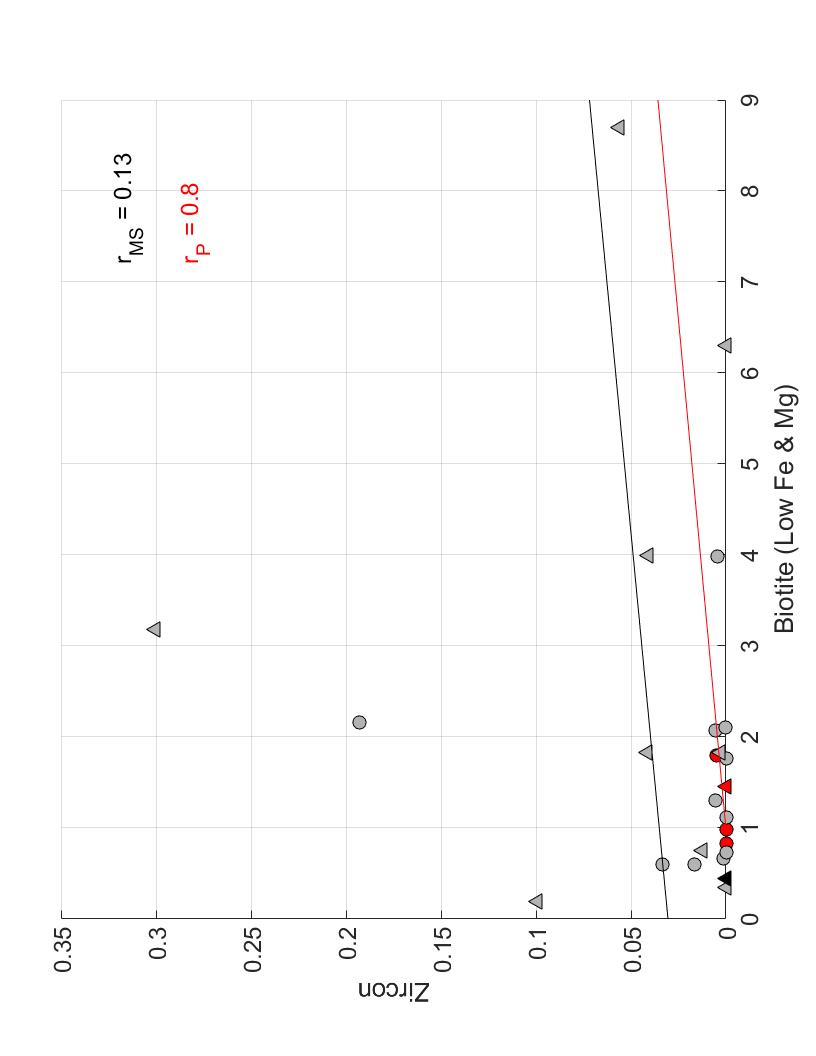 0.35
0.3
0.25
0.2
0.15
0.1
0.05
0
Zircon
r_MS = 0.13
r_P = 0.8
0 1 2 3 4 5 6 7 8 9
Biotite (Low Fe & Mg)